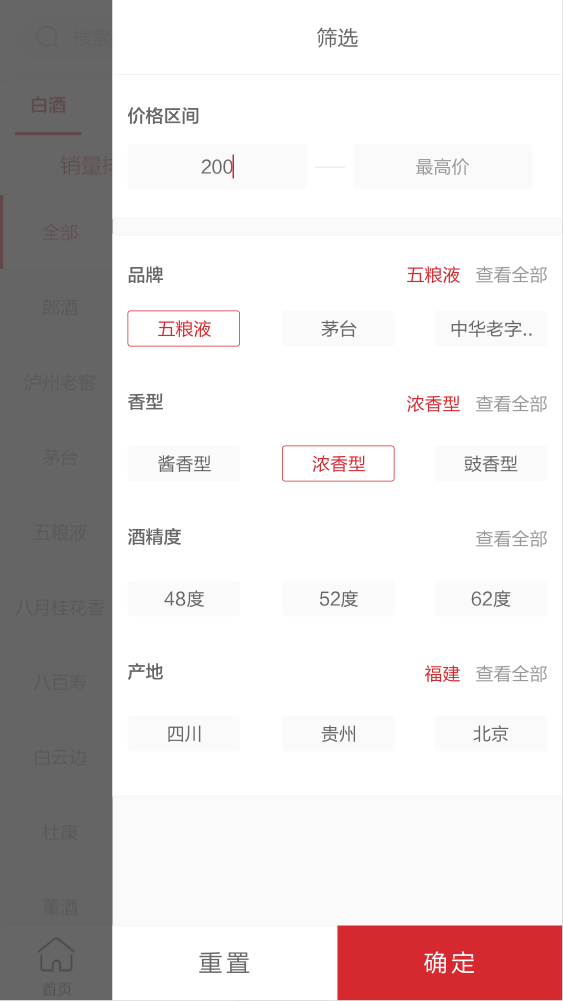 搜索
白酒
销量排
全部
郎酒
泸州老窖
茅台
五粮液
八月桂花香
八百寿
白云边
杜康
董酒
首页
筛选
价格区间
200 — 最高价
品牌 五粮液 查看全部
五粮液 茅台 中华老字..
香型 浓香型 查看全部
酱香型 浓香型 豉香型
酒精度 查看全部
48度 52度 62度
产地 福建 查看全部
四川 贵州 北京
重置 确定